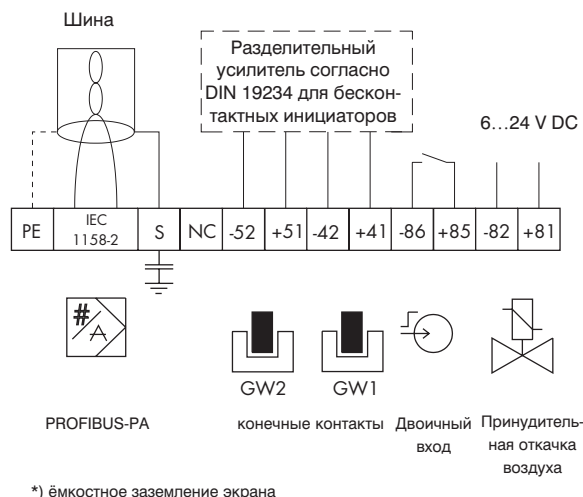 Шина
Разделительный
усилитель согласно
DIN 19234 для бескон-
тактных инициаторов
6...24 V DC
PE IEC 1158-2 S NC -52 +51 -42 +41 -86 +85 -82 +81
# A
GW2 GW1
PROFIBUS-PA
конечные контакты
Двоичный
вход
Принудитель-
ная откачка
воздуха
*) ёмкостное заземление экрана